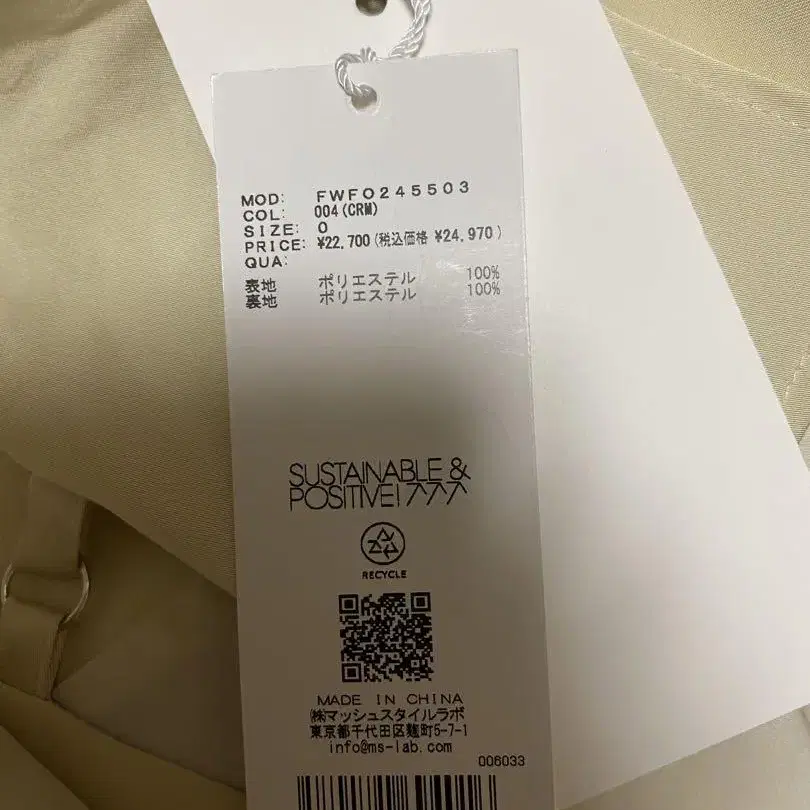 MOD: FWFO245503
COL: 004(CRM)
SIZE: 0
PRICE: ¥22,700(税込価格 ¥24,970)
QUA:
表地 ポリエステル 100%
裏地 ポリエステル 100%
SUSTAINABLE &
POSITIVE!
RECYCLE
MADE IN CHINA
㈱マッシュスタイルラボ
東京都千代田区麹町5-7-1
info@ms-lab.com
006033